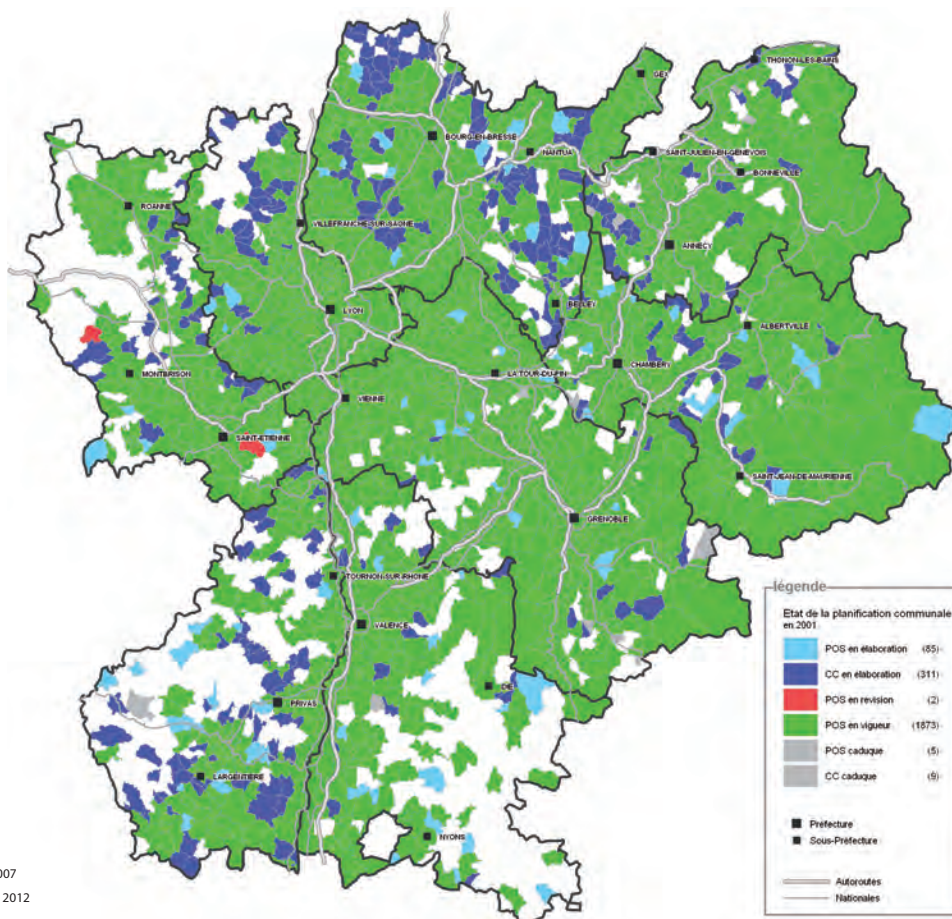 THONON-LES-BAINS
GEX
BOURG-EN-BRESSE
NANTUA
SAINT-JULIEN-EN-GENEVOIS
BONNEVILLE
ROANNE
VILLEFRANCHE-SUR-SAONE
ANNECY
BELLEY
LYON
ALBERTVILLE
CHAMBERY
MONTBRISON
LA TOUR-DU-PIN
VIENNE
SAINT-ETIENNE
SAINT-JEAN-DE-MAURIENNE
GRENOBLE
TOURNON-SUR-RHONE
VALENCE
DIE
PRIVAS
LARGENTIERE
NYONS
légende
Etat de la planification communale
en 2001
POS en élaboration (85)
CC en élaboration (311)
POS en revision (2)
POS en vigueur (1873)
POS caduque (5)
CC caduque (9)
Préfecture
Sous-Préfecture
Autoroutes
Nationales
007
2012